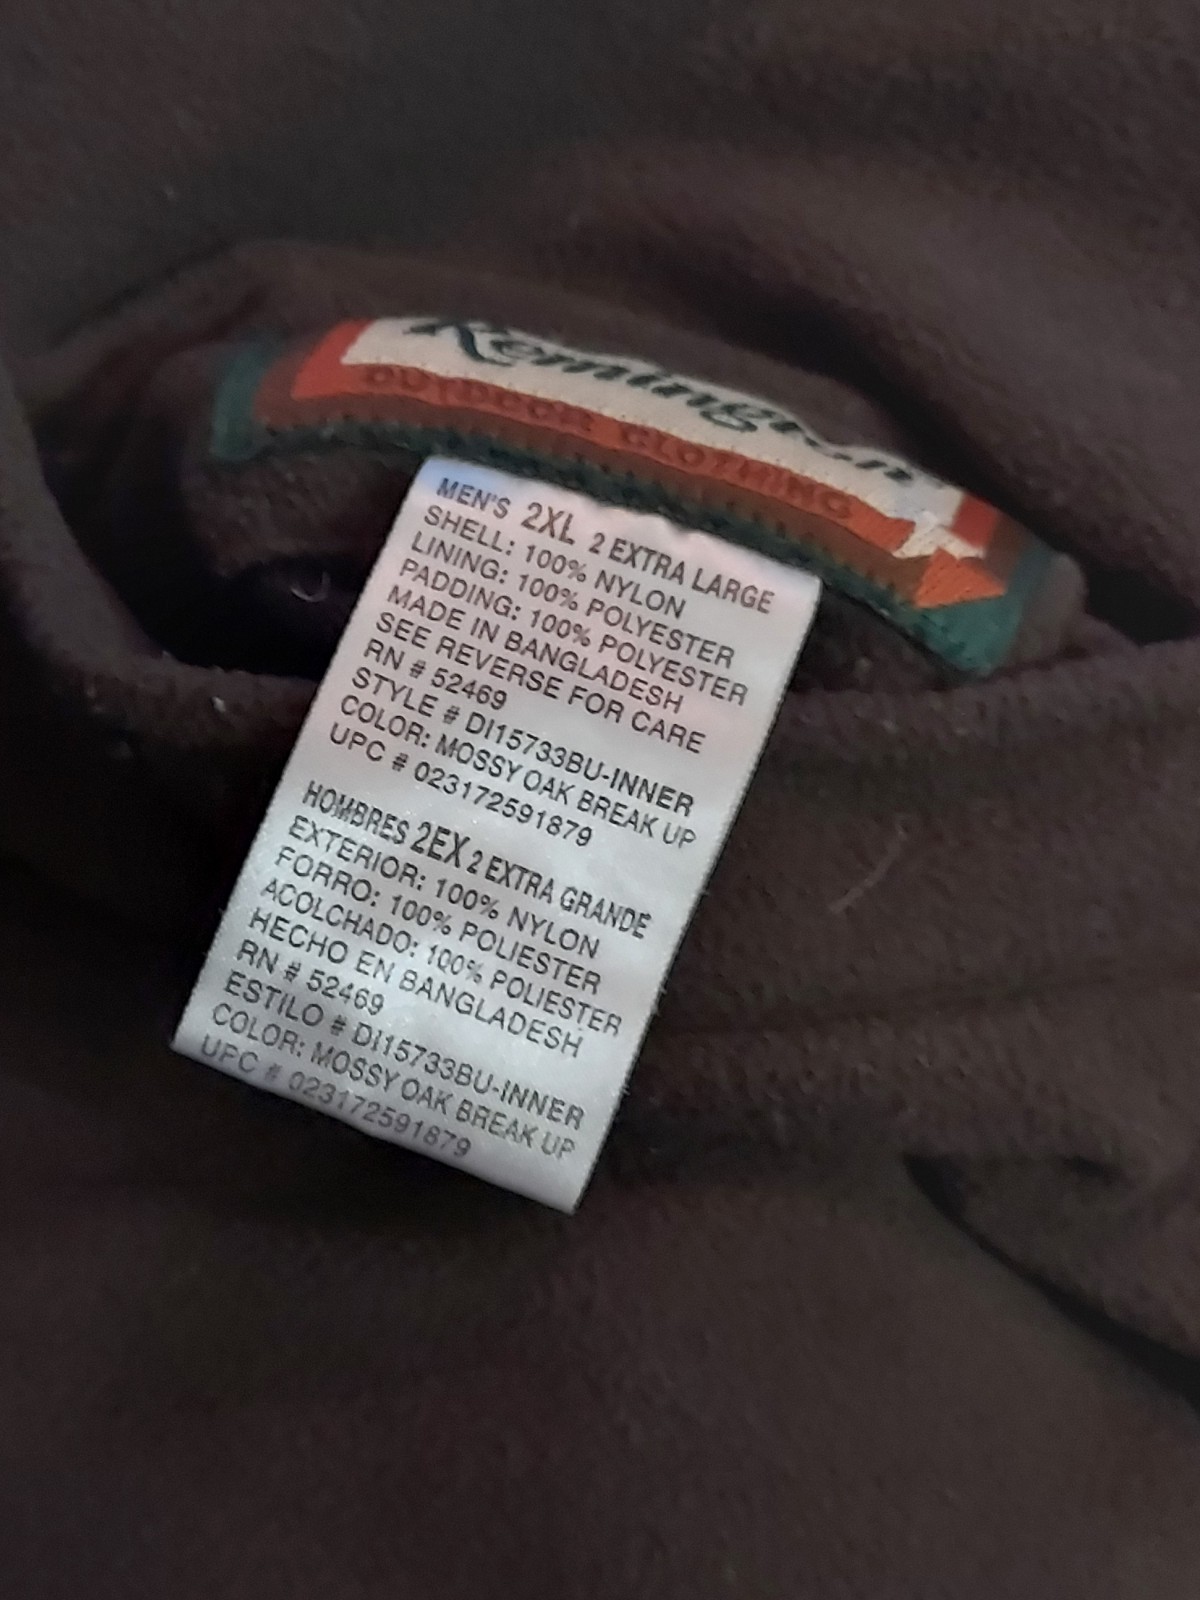 Remington
OUTDOOR CLOTHING
MEN'S 2XL 2 EXTRA LARGE
SHELL: 100% NYLON
LINING: 100% POLYESTER
PADDING: 100% POLYESTER
MADE IN BANGLADESH
SEE REVERSE FOR CARE
RN # 52469
STYLE # DI15733BU-INNER
COLOR: MOSSY OAK BREAK UP
UPC # 023172591879
HOMBRES 2EX 2 EXTRA GRANDE
EXTERIOR: 100% NYLON
FORRO: 100% POLIESTER
ACOLCHADO: 100% POLIESTER
HECHO EN BANGLADESH
RN # 52469
ESTILO # DI15733BU-INNER
COLOR: MOSSY OAK BREAK UP
UPC # 023172591879